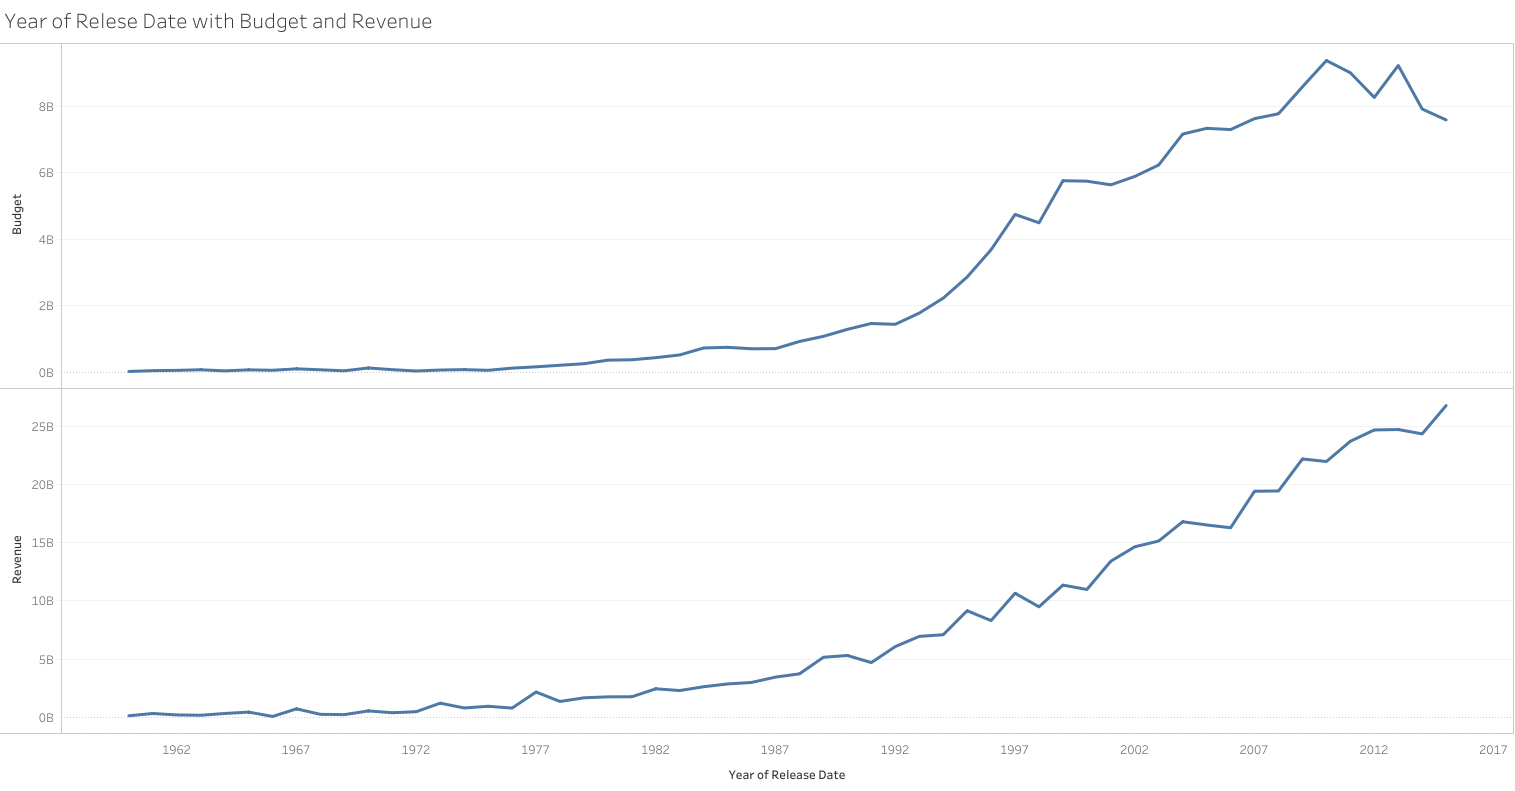 Year of Relese Date with Budget and Revenue
8B
6B
4B
2B
0B
Budget
25B
20B
15B
10B
5B
0B
Revenue
1962 1967 1972 1977 1982 1987 1992 1997 2002 2007 2012 2017
Year of Release Date